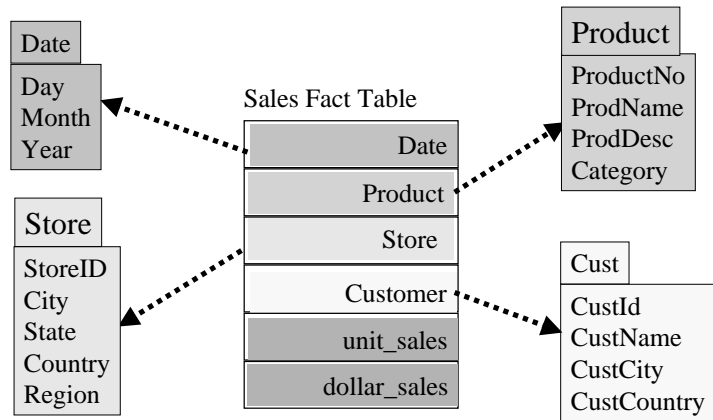 Date
Day
Month
Year
Store
StoreID
City
State
Country
Region
Sales Fact Table
Date
Product
Store
Customer
unit_sales
dollar_sales
Product
ProductNo
ProdName
ProdDesc
Category
Cust
CustId
CustName
CustCity
CustCountry